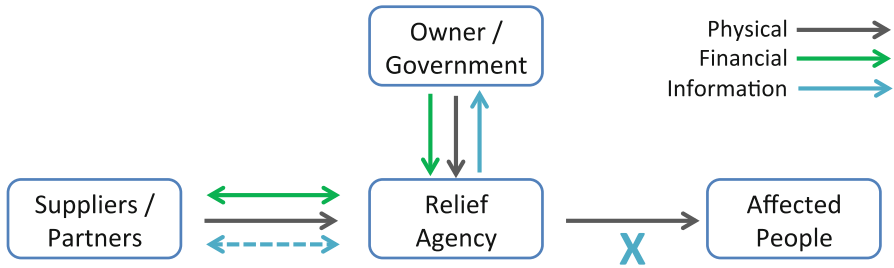 Owner /
Government
Physical
Financial
Information
Suppliers /
Partners
Relief
Agency
X
Affected
People